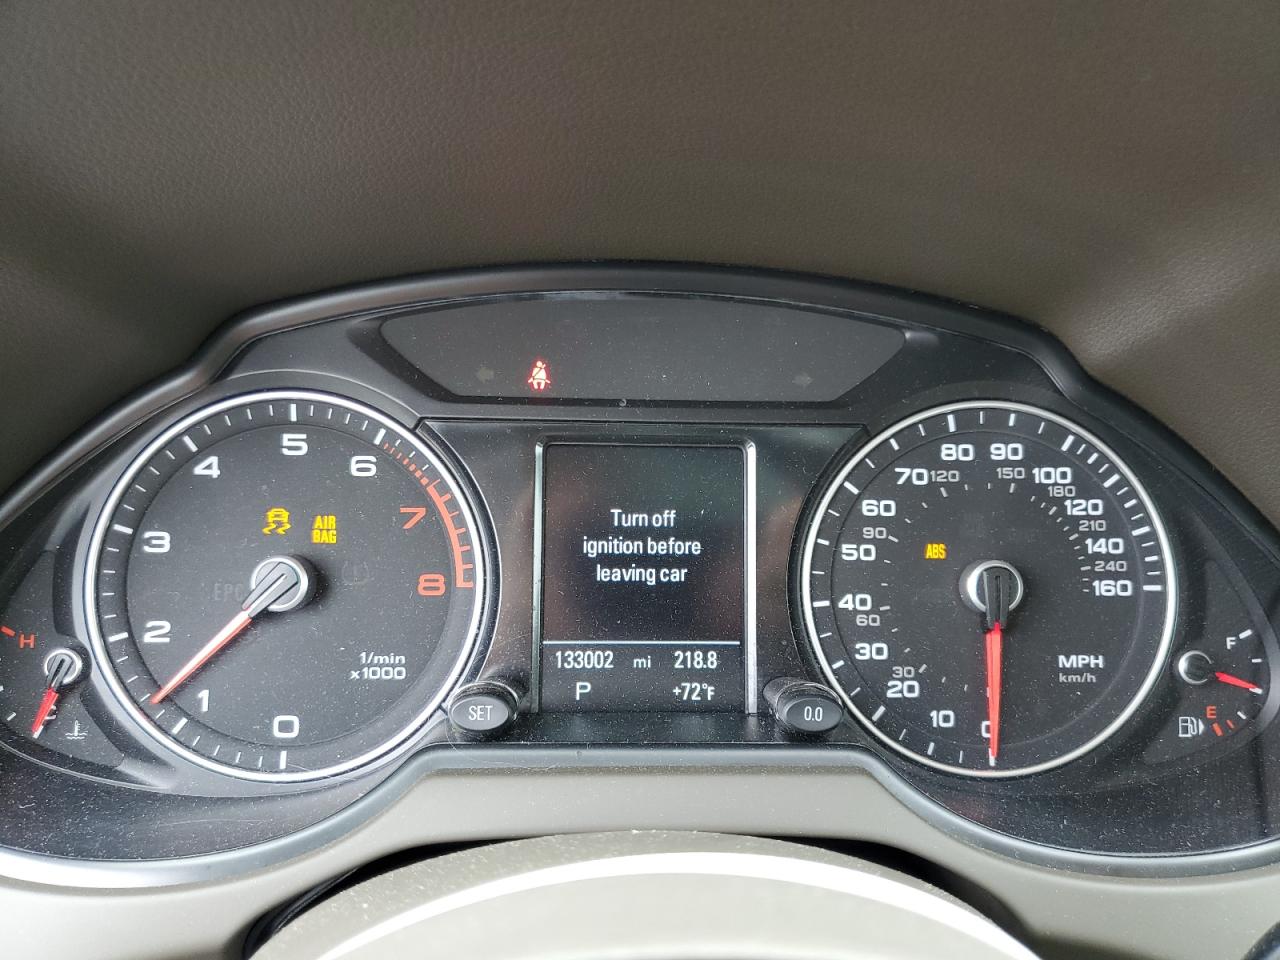 5
4
6
3
7
AIR
BAG
EPC
8
2
1
0
1/min
x1000
H
C
SET
Turn off
ignition before
leaving car
133002 mi 218.8
P +72°F
0.0
80 90
70 120 150 100
180
60 120
90 210
50 ABS 140
240
160
40
60
30
30
20
10
0
MPH
km/h
F
E